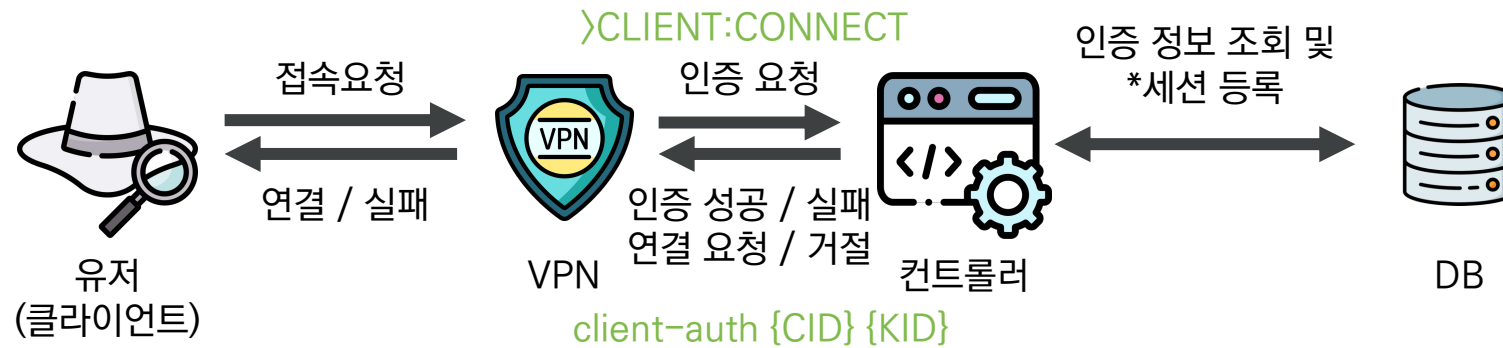 〉CLIENT:CONNECT
접속요청
인증 요청
인증 정보 조회 및
*세션 등록
VPN
</>
연결 / 실패
인증 성공 / 실패
연결 요청 / 거절
유저
(클라이언트)
VPN
컨트롤러
DB
client-auth {CID} {KID}